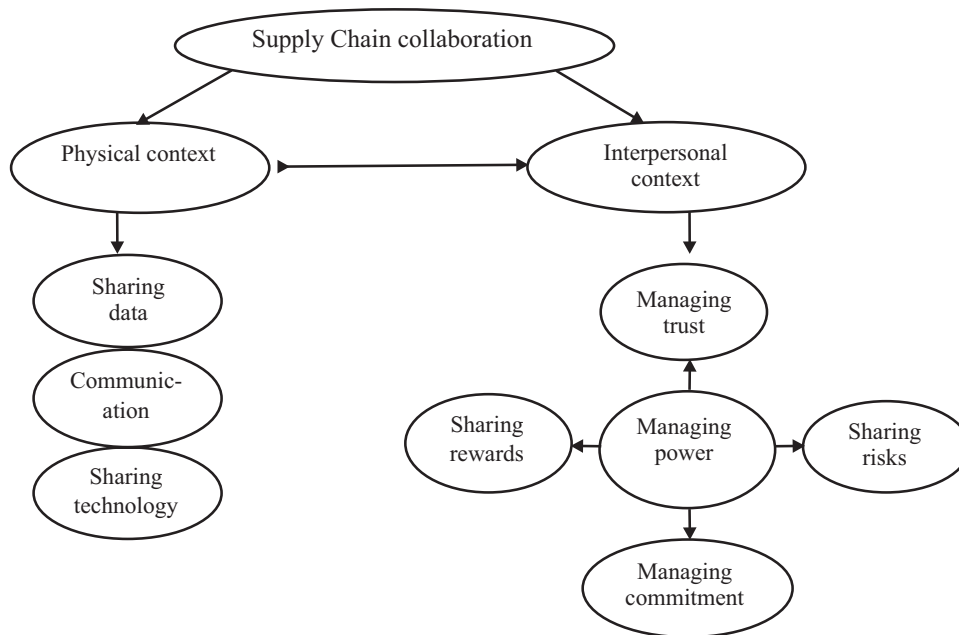 Supply Chain collaboration
Physical context
Interpersonal
context
Sharing
data
Communic-
ation
Sharing
technology
Managing
trust
Sharing
rewards
Managing
power
Sharing
risks
Managing
commitment